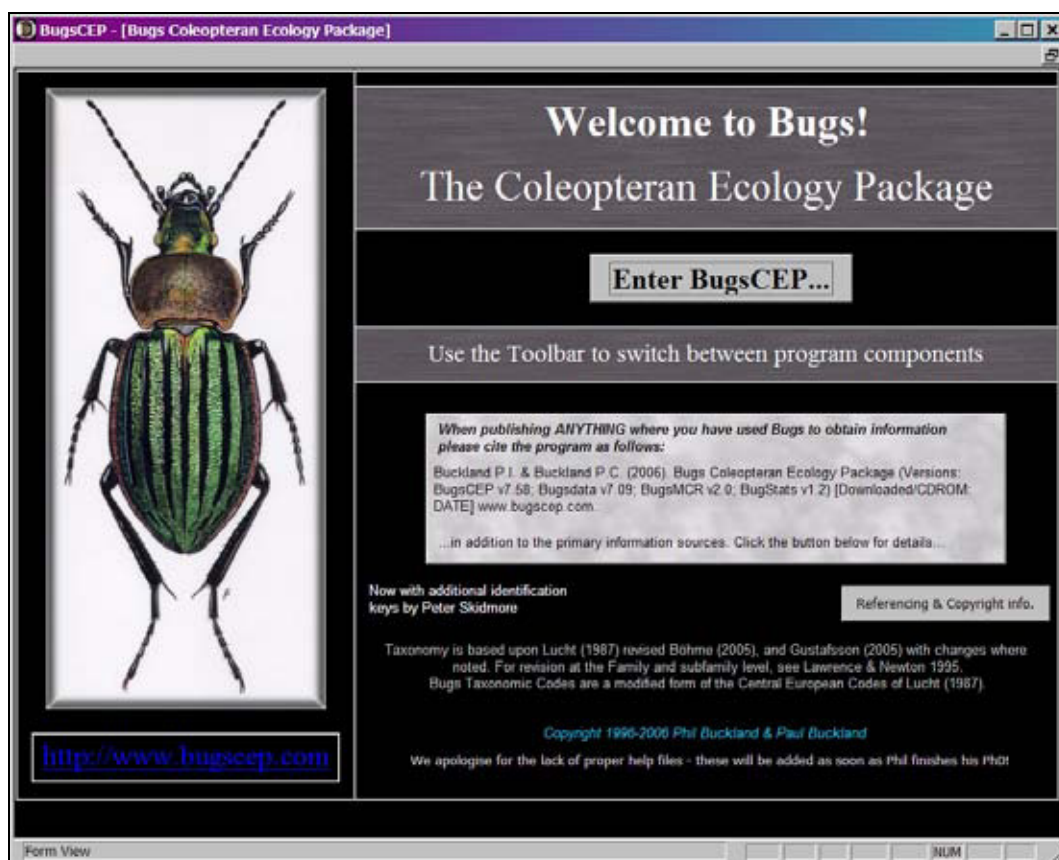 BugsCEP - [Bugs Coleopteran Ecology Package]
Welcome to Bugs!
The Coleopteran Ecology Package
Enter BugsCEP...
Use the Toolbar to switch between program components
When publishing ANYTHING where you have used Bugs to obtain information
please cite the program as follows:
Buckland P.I. & Buckland P.C. (2006). Bugs Coleopteran Ecology Package (Versions:
BugsCEP v7.58; Bugsdata v7.09; BugsMCR v2.0; BugStats v1.2) [Downloaded/CDROM:
DATE] www.bugscep.com.
...in addition to the primary information sources. Click the button below for details...
Now with additional identification
keys by Peter Skidmore
Referencing & Copyright info.
Taxonomy is based upon Lucht (1987) revised Böhme (2005), and Gustafsson (2005) with changes where
noted. For revision at the Family and subfamily level, see Lawrence & Newton 1995.
Bugs Taxonomic Codes are a modified form of the Central European Codes of Lucht (1987).
Copyright 1996-2006 Phil Buckland & Paul Buckland
We apologise for the lack of proper help files - these will be added as soon as Phil finishes his PhD!
http://www.bugscep.com
Form View
NUM